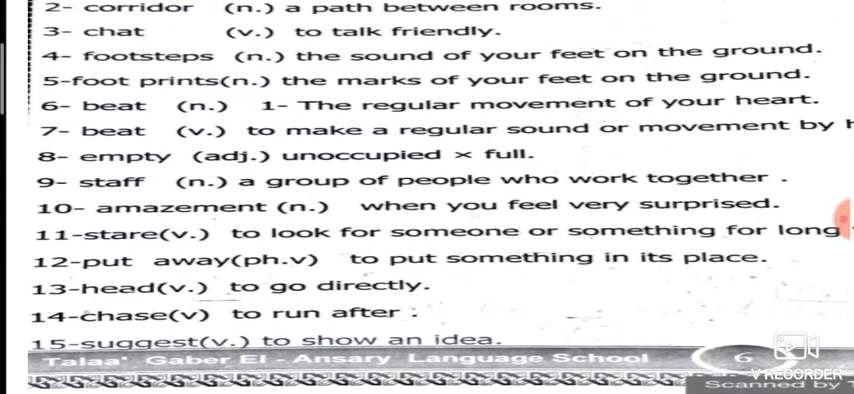 2- corridor (n.) a path between rooms.
3- chat (v.) to talk friendly.
4- footsteps (n.) the sound of your feet on the ground.
5-foot prints(n.) the marks of your feet on the ground.
6- beat (n.) 1- The regular movement of your heart.
7- beat (v.) to make a regular sound or movement by
8- empty (adj.) unoccupied × full.
9- staff (n.) a group of people who work together .
10- amazement (n.) when you feel very surprised.
11-stare(v.) to look for someone or something for long
12-put away(ph.v) to put something in its place.
13-head(v.) to go directly.
14-chase(v) to run after .
15-suggest(v.) to show an idea.
Talaa' Gaber El - Ansary Language School 6
V RECORDER
Scanned by